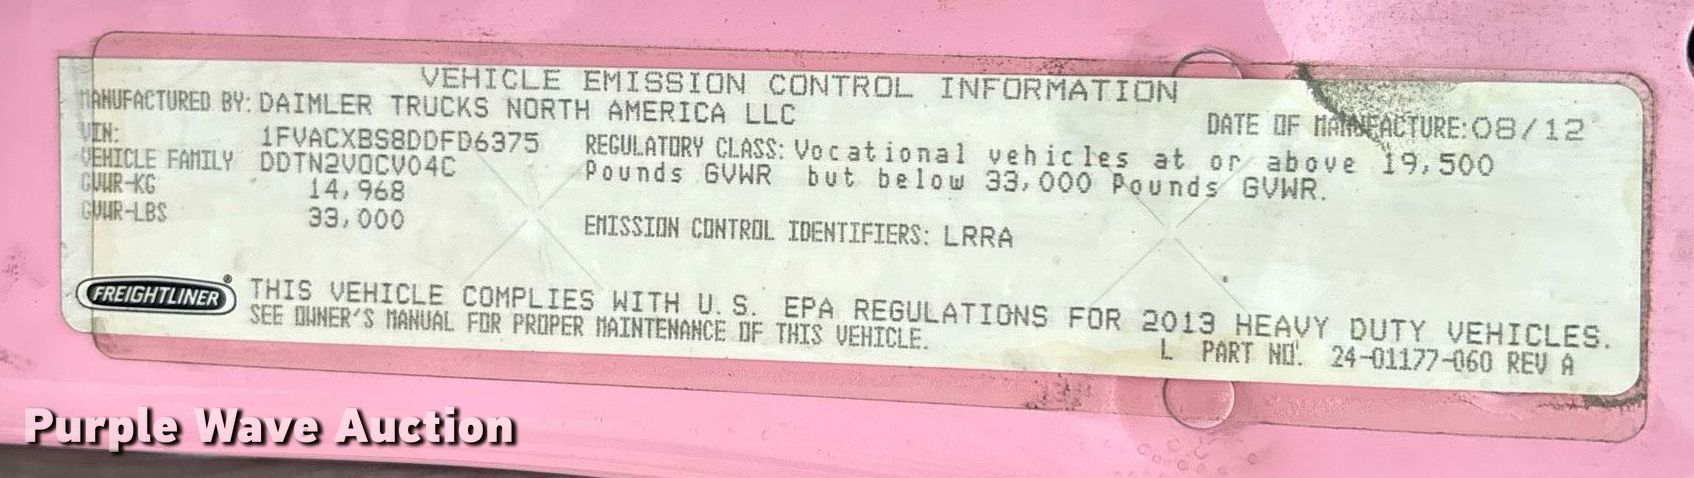 VEHICLE EMISSION CONTROL INFORMATION
MANUFACTURED BY: DAIMLER TRUCKS NORTH AMERICA LLC
DATE OF MANUFACTURE: 08/12
VIN: 1FVACXBS8DDFD6375
REGULATORY CLASS: Vocational vehicles at or above 19,500
VEHICLE FAMILY DDTN2VOCV04C
Pounds GVWR but below 33,000 Pounds GVWR.
GVWR-KG 14,968
GVWR-LBS 33,000
EMISSION CONTROL IDENTIFIERS: LRRA
FREIGHTLINER®
THIS VEHICLE COMPLIES WITH U.S. EPA REGULATIONS FOR 2013 HEAVY DUTY VEHICLES.
SEE OWNER'S MANUAL FOR PROPER MAINTENANCE OF THIS VEHICLE.
L PART NO. 24-01177-060 REV A
Purple Wave Auction